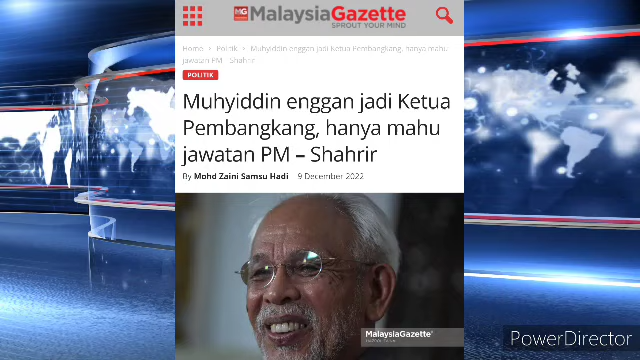 MG MalaysiaGazette
SPROUT YOUR MIND
Home > Politik > Muhyiddin enggan jadi Ketua Pembangkang, hanya mahu
jawatan PM – Shahrir
POLITIK
Muhyiddin enggan jadi Ketua
Pembangkang, hanya mahu
jawatan PM – Shahrir
By Mohd Zaini Samsu Hadi - 9 December 2022
MalaysiaGazette
PowerDirector